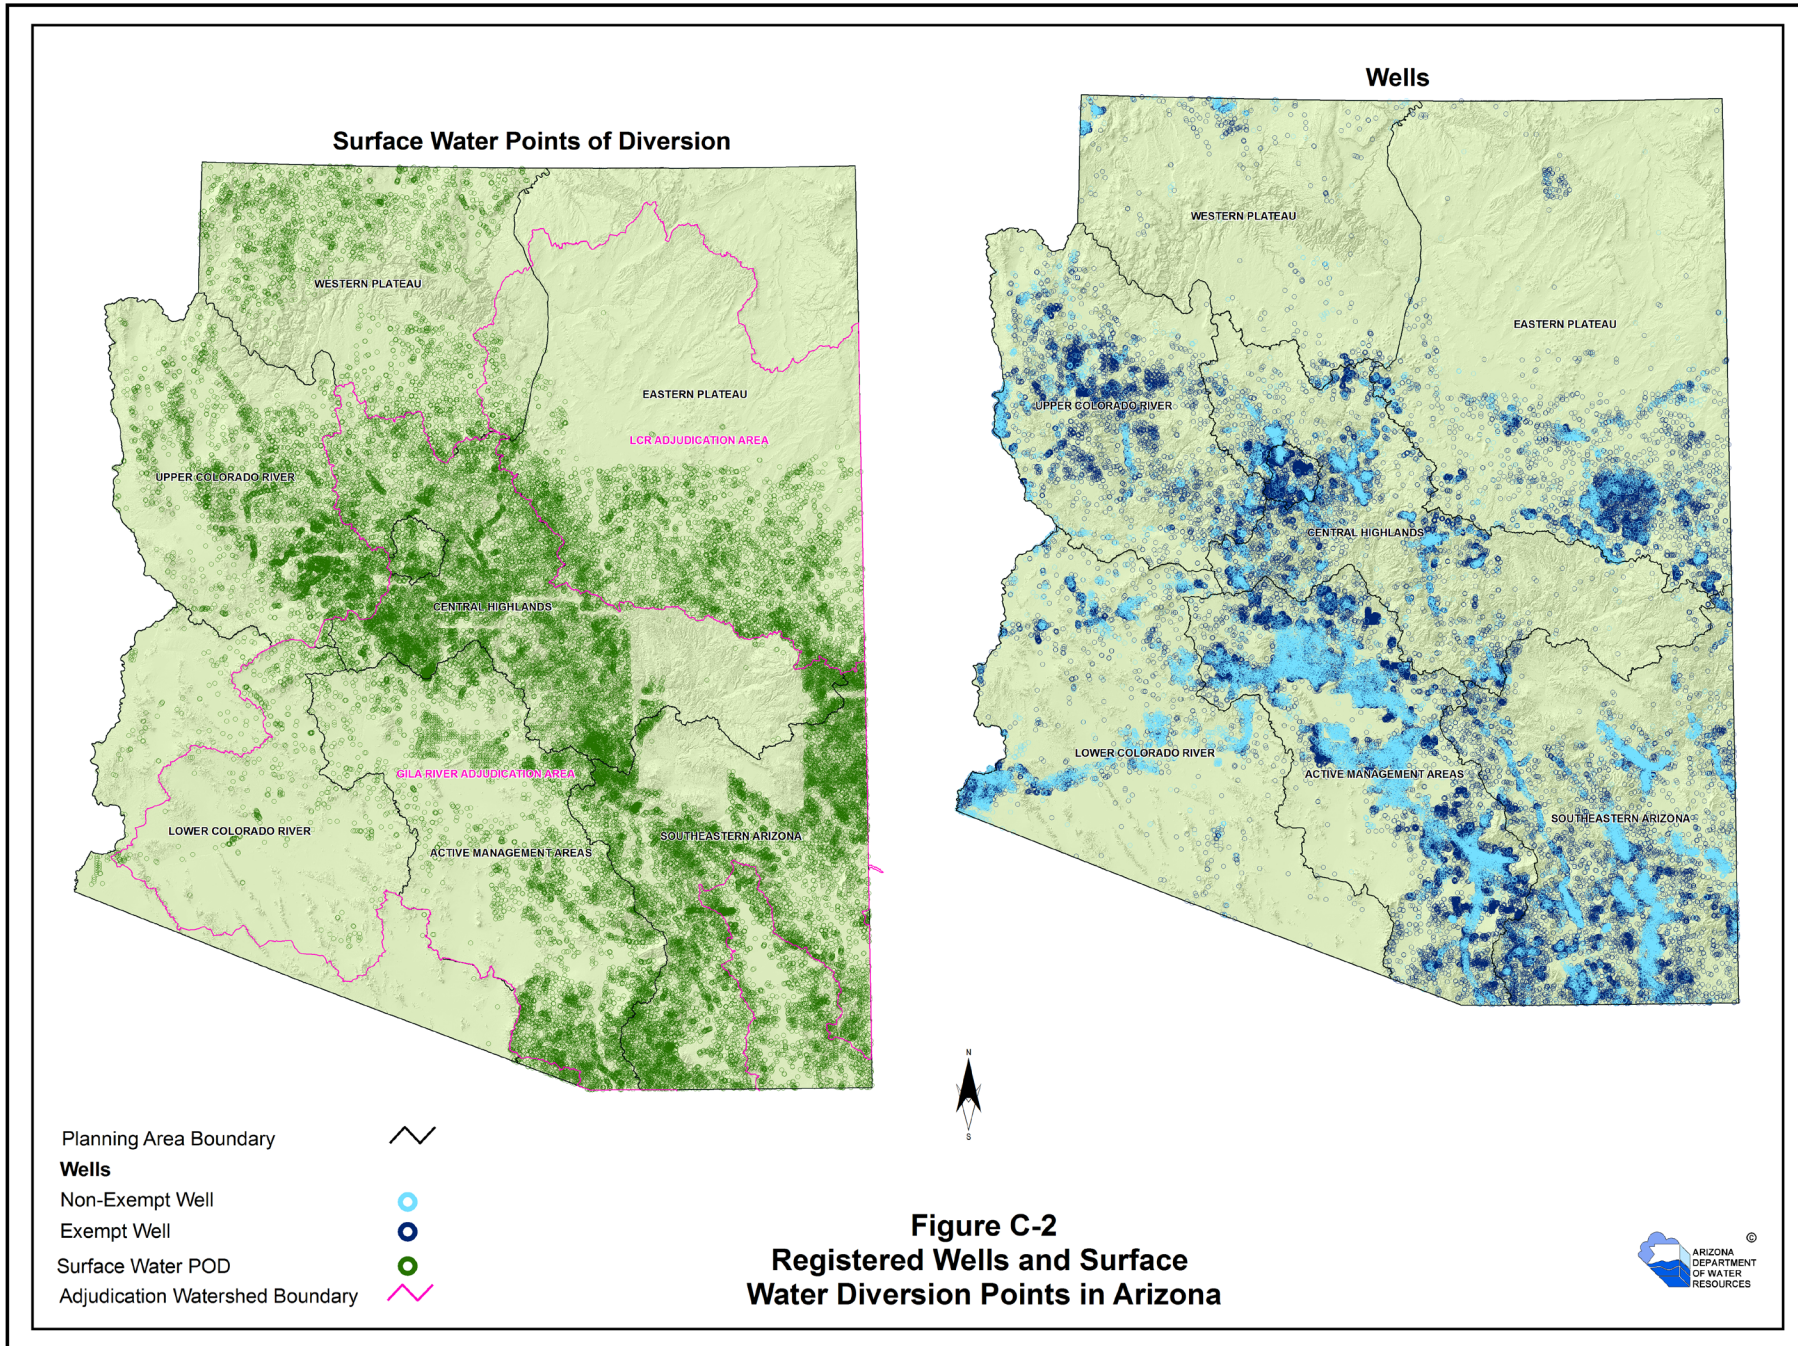 Wells
Surface Water Points of Diversion
WESTERN PLATEAU
EASTERN PLATEAU
LCR ADJUDICATION AREA
UPPER COLORADO RIVER
CENTRAL HIGHLANDS
GILA RIVER ADJUDICATION AREA
LOWER COLORADO RIVER
ACTIVE MANAGEMENT AREAS
SOUTHEASTERN ARIZONA
WESTERN PLATEAU
EASTERN PLATEAU
UPPER COLORADO RIVER
CENTRAL HIGHLANDS
LOWER COLORADO RIVER
ACTIVE MANAGEMENT AREAS
SOUTHEASTERN ARIZONA
N
S
Planning Area Boundary
Wells
Non-Exempt Well
Exempt Well
Surface Water POD
Adjudication Watershed Boundary
Figure C-2
Registered Wells and Surface
Water Diversion Points in Arizona
©
ARIZONA
DEPARTMENT
OF WATER
RESOURCES